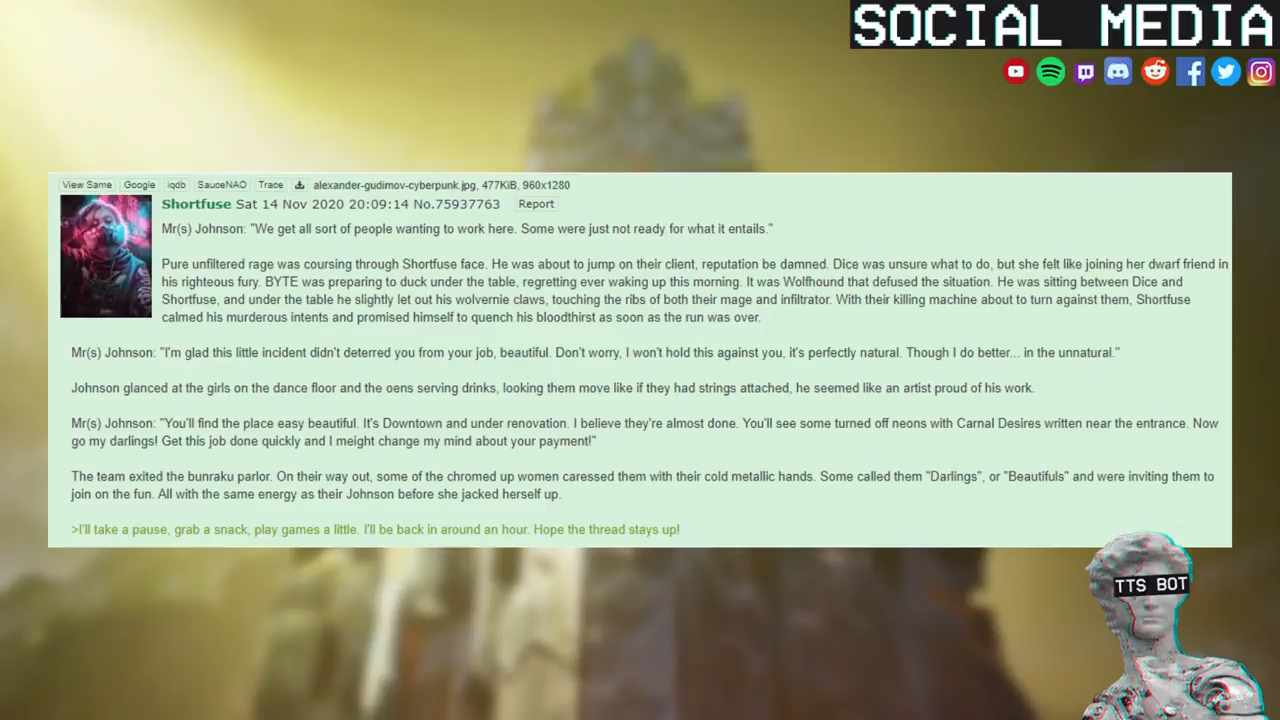 SOCIAL MEDIA
View Same Google iqdb SauceNAO Trace alexander-gudimov-cyberpunk.jpg, 477KiB, 960x1280
Shortfuse Sat 14 Nov 2020 20:09:14 No.75937763 Report
Mr(s) Johnson: "We get all sort of people wanting to work here. Some were just not ready for what it entails."
Pure unfiltered rage was coursing through Shortfuse face. He was about to jump on their client, reputation be damned. Dice was unsure what to do, but she felt like joining her dwarf friend in
his righteous fury. BYTE was preparing to duck under the table, regretting ever waking up this morning. It was Wolfhound that defused the situation. He was sitting between Dice and
Shortfuse, and under the table he slightly let out his wolvernie claws, touching the ribs of both their mage and infiltrator. With their killing machine about to turn against them, Shortfuse
calmed his murderous intents and promised himself to quench his bloodthirst as soon as the run was over.
Mr(s) Johnson: "I'm glad this little incident didn't deterred you from your job, beautiful. Don't worry, I won't hold this against you, it's perfectly natural. Though I do better... in the unnatural."
Johnson glanced at the girls on the dance floor and the oens serving drinks, looking them move like if they had strings attached, he seemed like an artist proud of his work.
Mr(s) Johnson: "You'll find the place easy beautiful. It's Downtown and under renovation. I believe they're almost done. You'll see some turned off neons with Carnal Desires written near the entrance. Now
go my darlings! Get this job done quickly and I meight change my mind about your payment!"
The team exited the bunraku parlor. On their way out, some of the chromed up women caressed them with their cold metallic hands. Some called them "Darlings", or "Beautifuls" and were inviting them to
join on the fun. All with the same energy as their Johnson before she jacked herself up.
>I'll take a pause, grab a snack, play games a little. I'll be back in around an hour. Hope the thread stays up!
TTS BOT